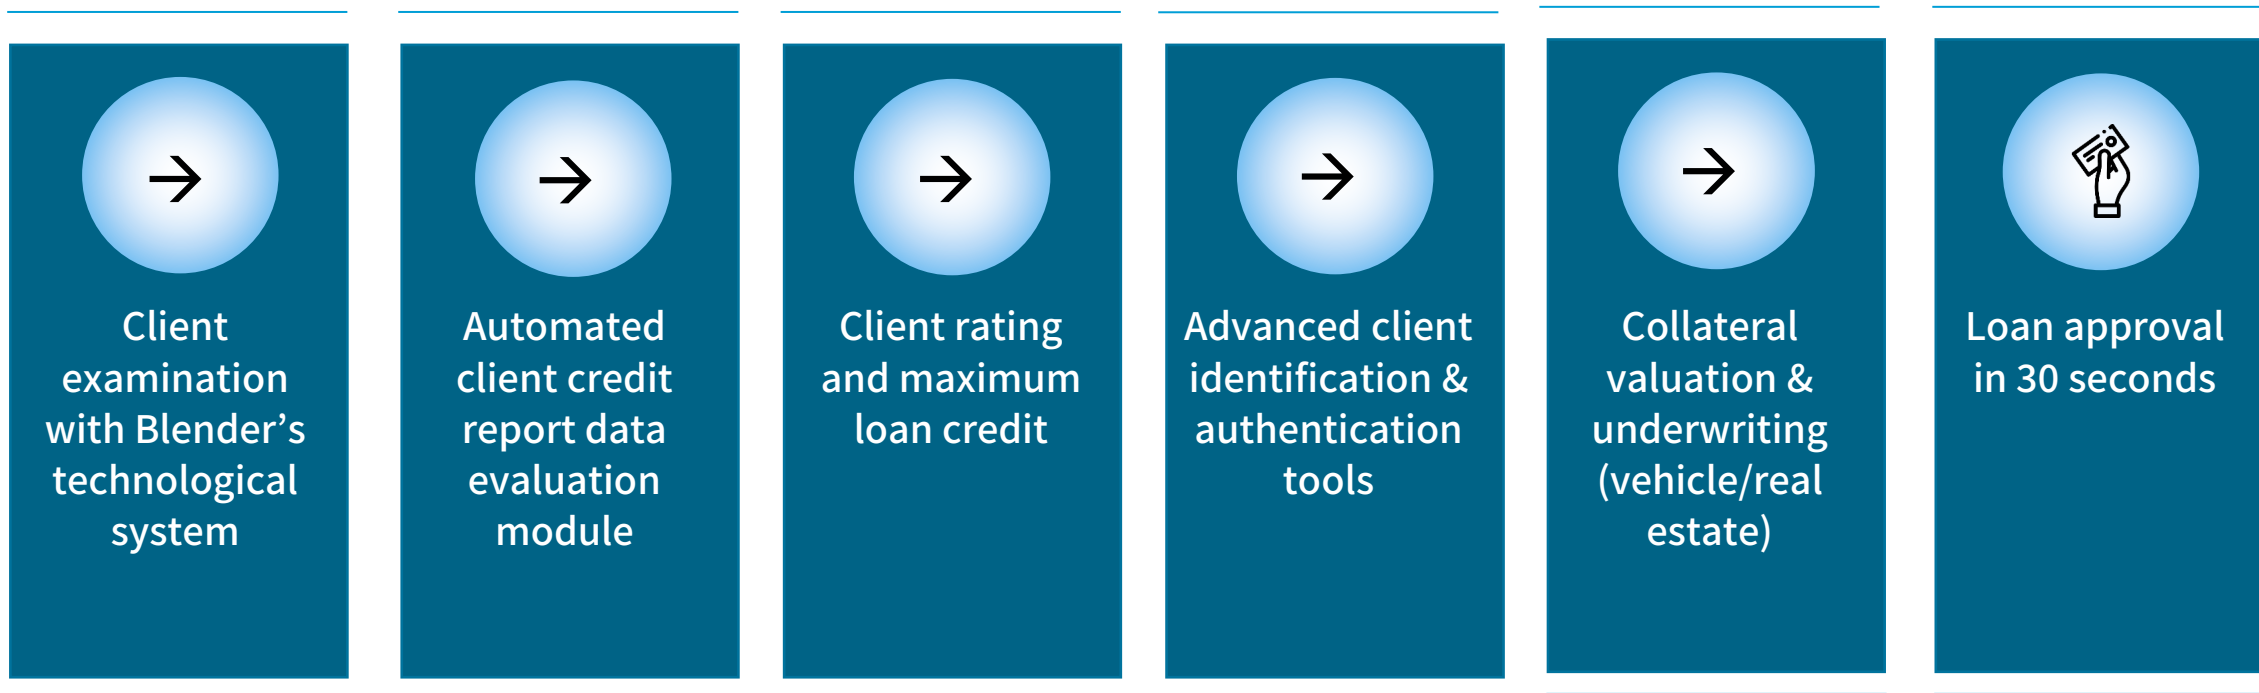 Client
examination
with Blender’s
technological
system
Automated
client credit
report data
evaluation
module
Client rating
and maximum
loan credit
Advanced client
identification &
authentication
tools
Collateral
valuation &
underwriting
(vehicle/real
estate)
Loan approval
in 30 seconds